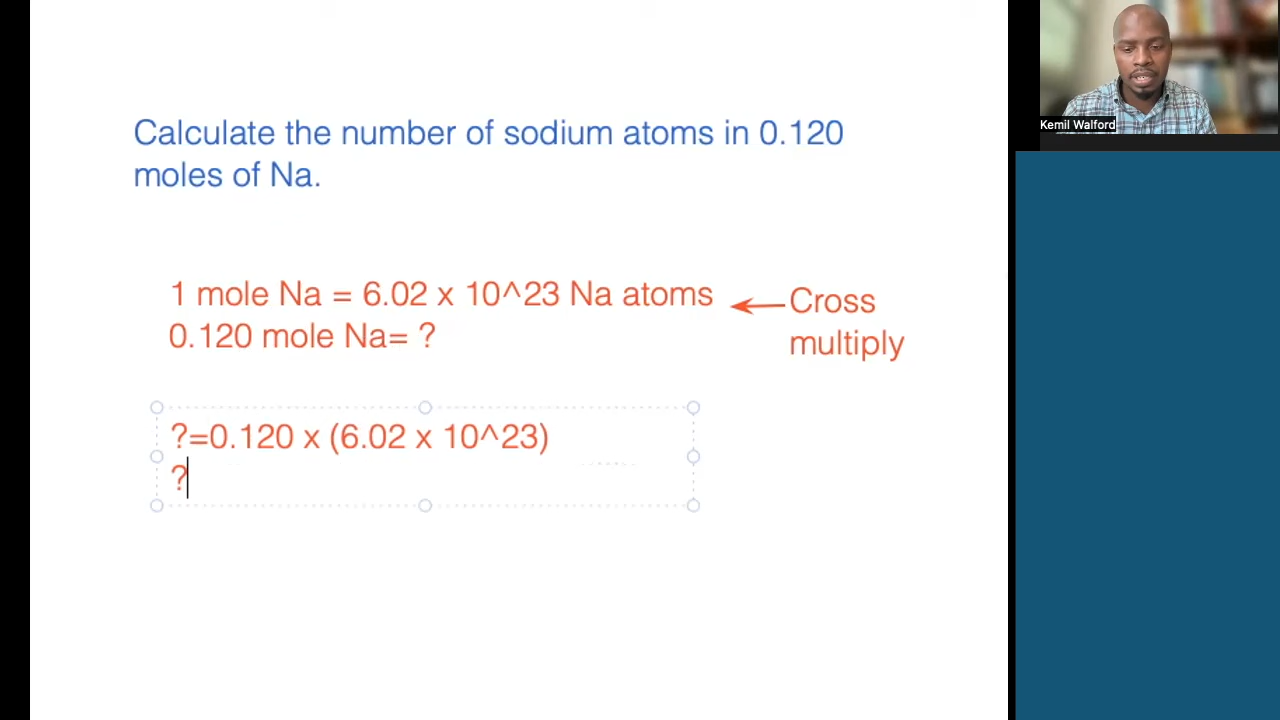 Calculate the number of sodium atoms in 0.120
moles of Na.
1 mole Na = 6.02 x 10^23 Na atoms
0.120 mole Na= ?
Cross
multiply
?=0.120 x (6.02 x 10^23)
?
Kemil Walford